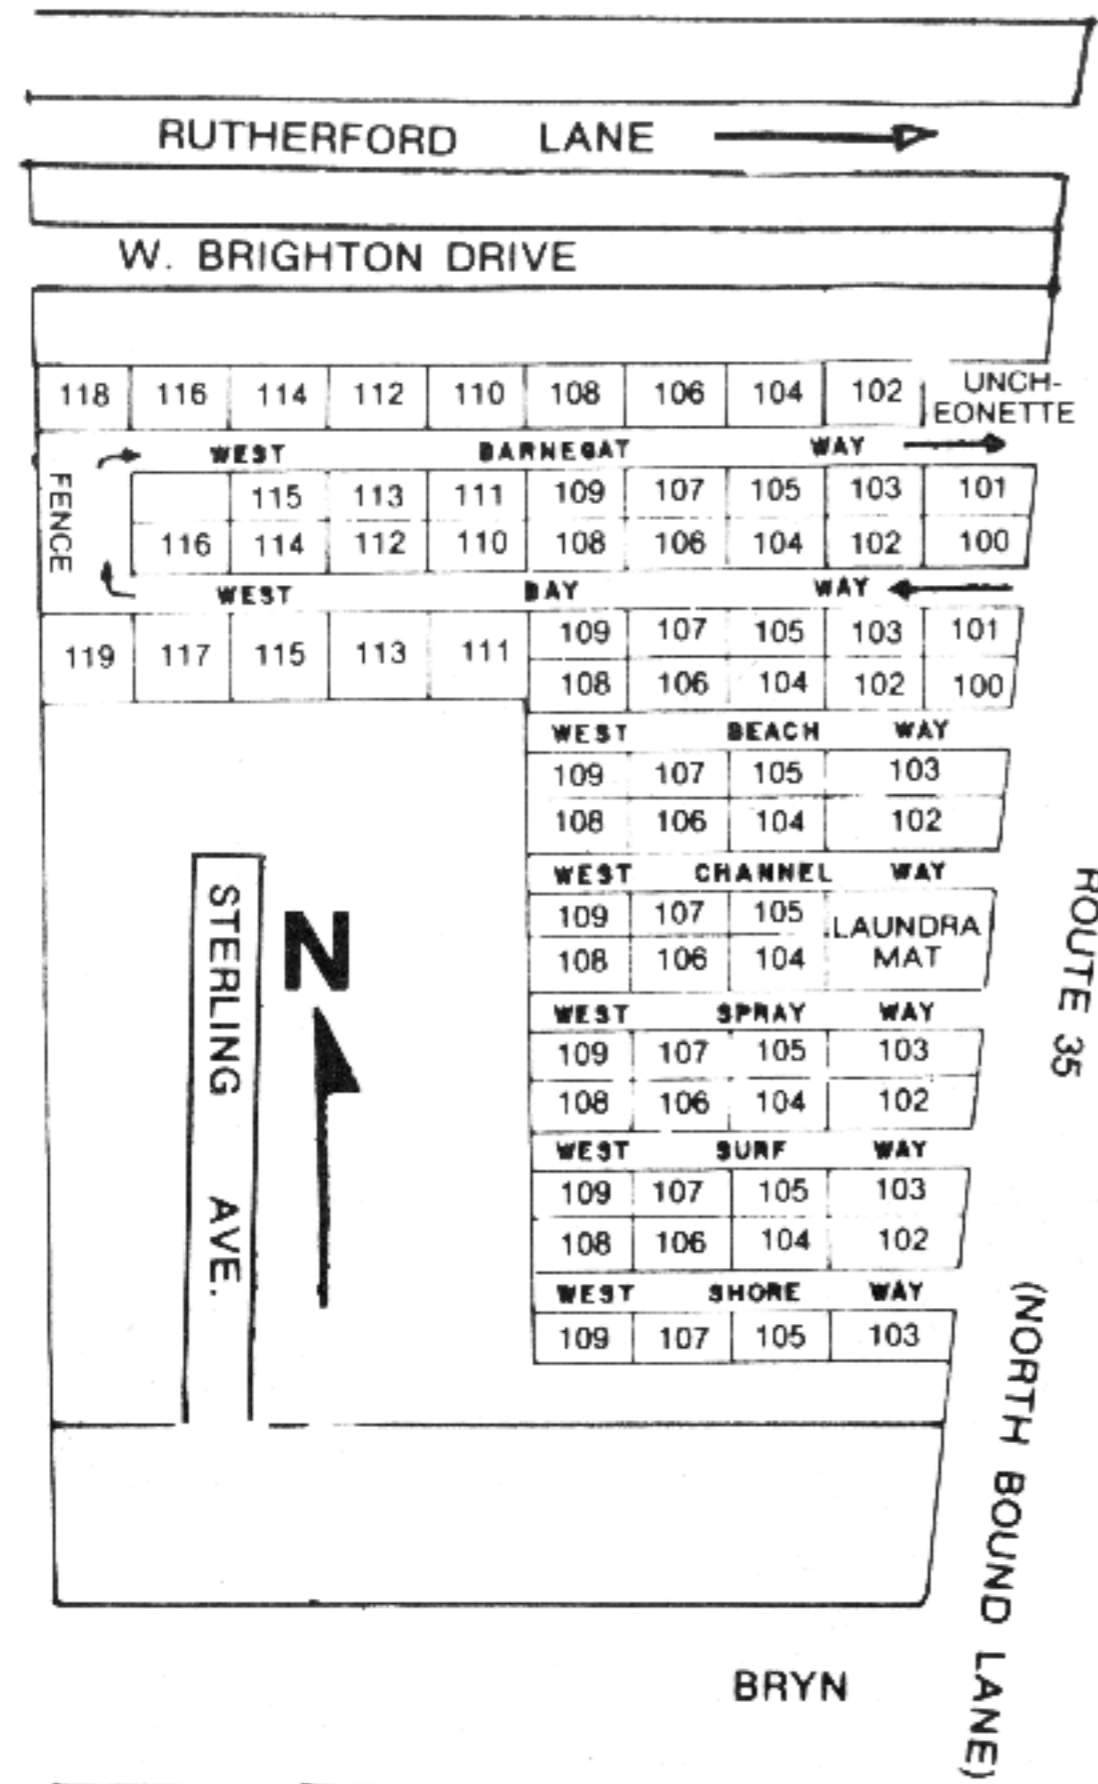 RUTHERFORD LANE
W. BRIGHTON DRIVE
118 116 114 112 110 108 106 104 102 UNCH-
EONETTE
WEST BARNEGAT WAY
FENCE
115 113 111 109 107 105 103 101
116 114 112 110 108 106 104 102 100
WEST BAY WAY
119 117 115 113 111 109 107 105 103 101
108 106 104 102 100
WEST BEACH WAY
109 107 105 103
108 106 104 102
WEST CHANNEL WAY
109 107 105 LAUNDRA
108 106 104 MAT
WEST SPRAY WAY
109 107 105 103
108 106 104 102
WEST SURF WAY
109 107 105 103
108 106 104 102
WEST SHORE WAY
109 107 105 103
STERLING AVE.
N
ROUTE 35
(NORTH BOUND LANE)
BRYN